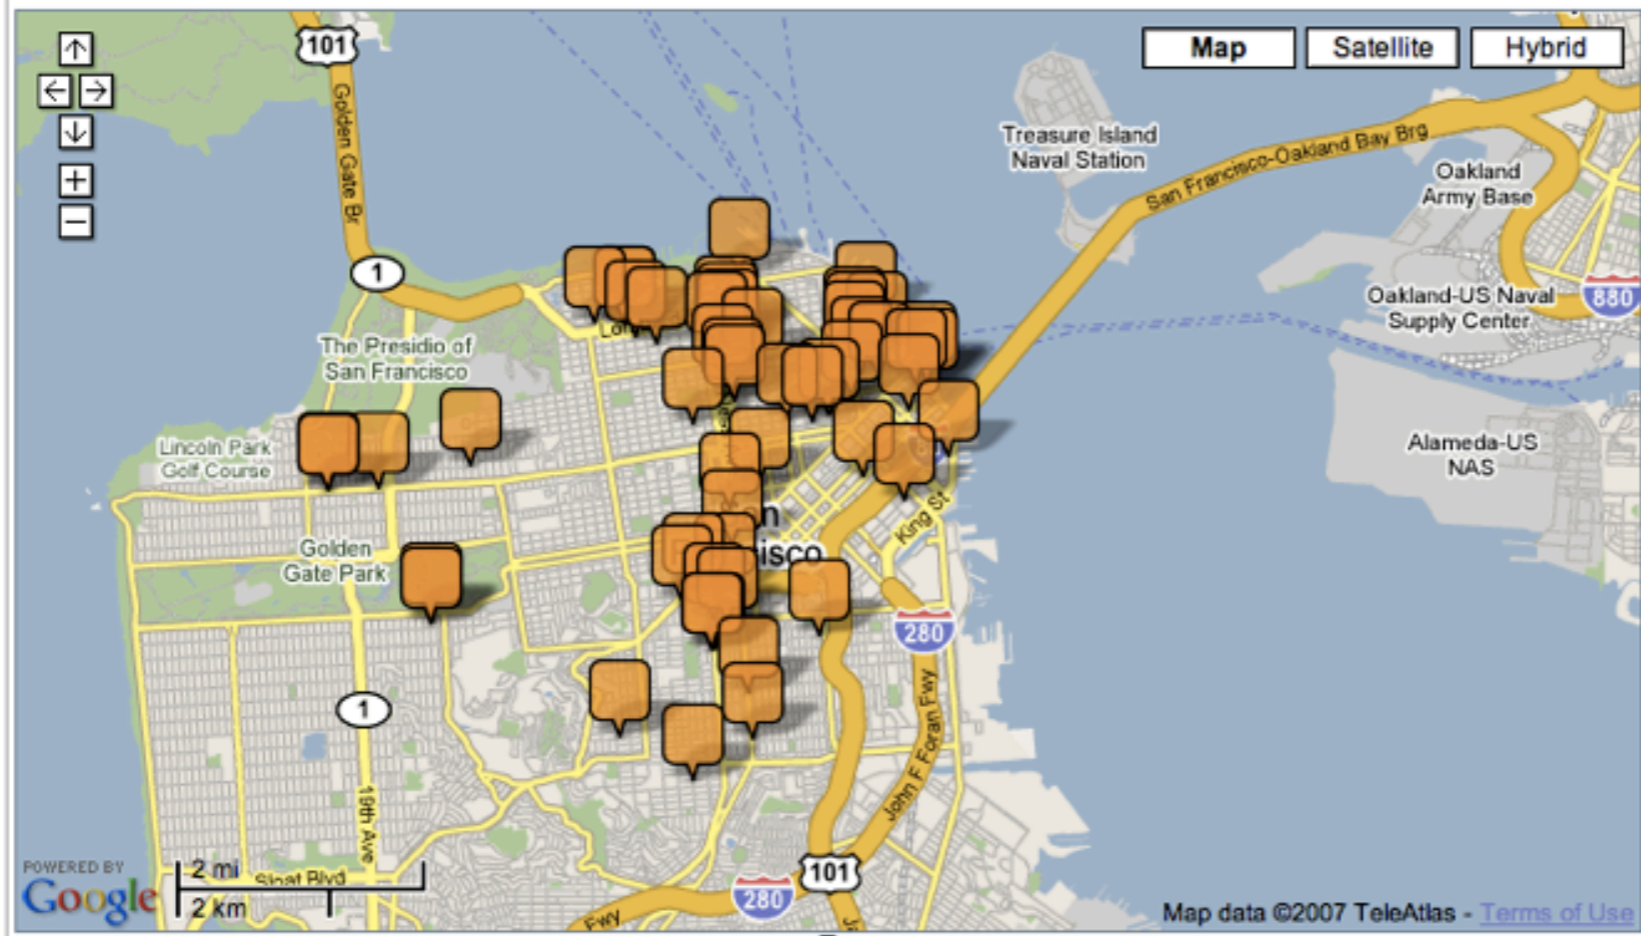 101
Map
Satellite
Hybrid
Golden Gate Br
Treasure Island
Naval Station
San Francisco-Oakland Bay Brg
Oakland
Army Base
1
880
Oakland-US Naval
Supply Center
The Presidio of
San Francisco
Lincoln Park
Golf Course
Alameda-US
NAS
King St
Golden
Gate Park
280
1
John F Foran Fwy
19th Ave
101
POWERED BY
Google
2 mi
2 km
Sloat Blvd
280
Fwy
Map data ©2007 TeleAtlas - Terms of Use